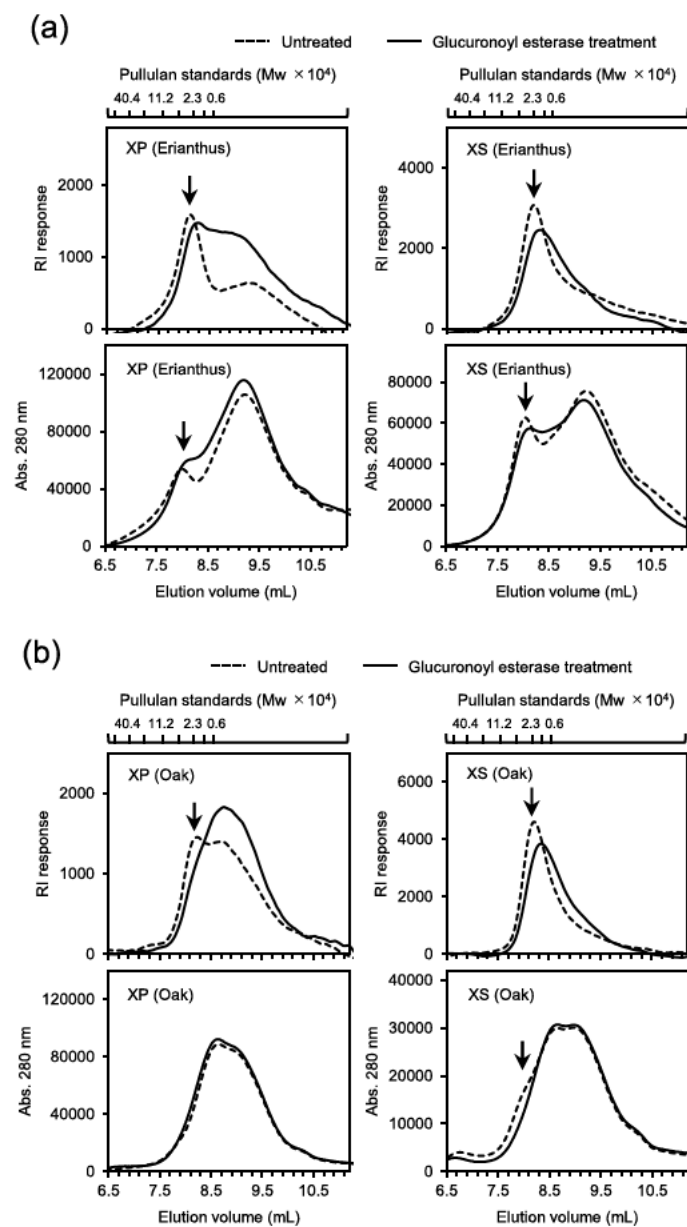 (a)
Untreated Glucuronoyl esterase treatment
Pullulan standards (Mw × 10⁴) Pullulan standards (Mw × 10⁴)
40.4 11.2 2.3 0.6 40.4 11.2 2.3 0.6
XP (Erianthus) XS (Erianthus)
RI response
2000
1000
0
RI response
4000
2000
0
XP (Erianthus) XS (Erianthus)
Abs. 280 nm
120000
80000
40000
0
Abs. 280 nm
80000
60000
40000
20000
0
6.5 7.5 8.5 9.5 10.5 6.5 7.5 8.5 9.5 10.5
Elution volume (mL) Elution volume (mL)
(b)
Untreated Glucuronoyl esterase treatment
Pullulan standards (Mw × 10⁴) Pullulan standards (Mw × 10⁴)
40.4 11.2 2.3 0.6 40.4 11.2 2.3 0.6
XP (Oak) XS (Oak)
RI response
2000
1000
0
RI response
6000
4000
2000
0
XP (Oak) XS (Oak)
Abs. 280 nm
120000
80000
40000
0
Abs. 280 nm
40000
30000
20000
10000
0
6.5 7.5 8.5 9.5 10.5 6.5 7.5 8.5 9.5 10.5
Elution volume (mL) Elution volume (mL)